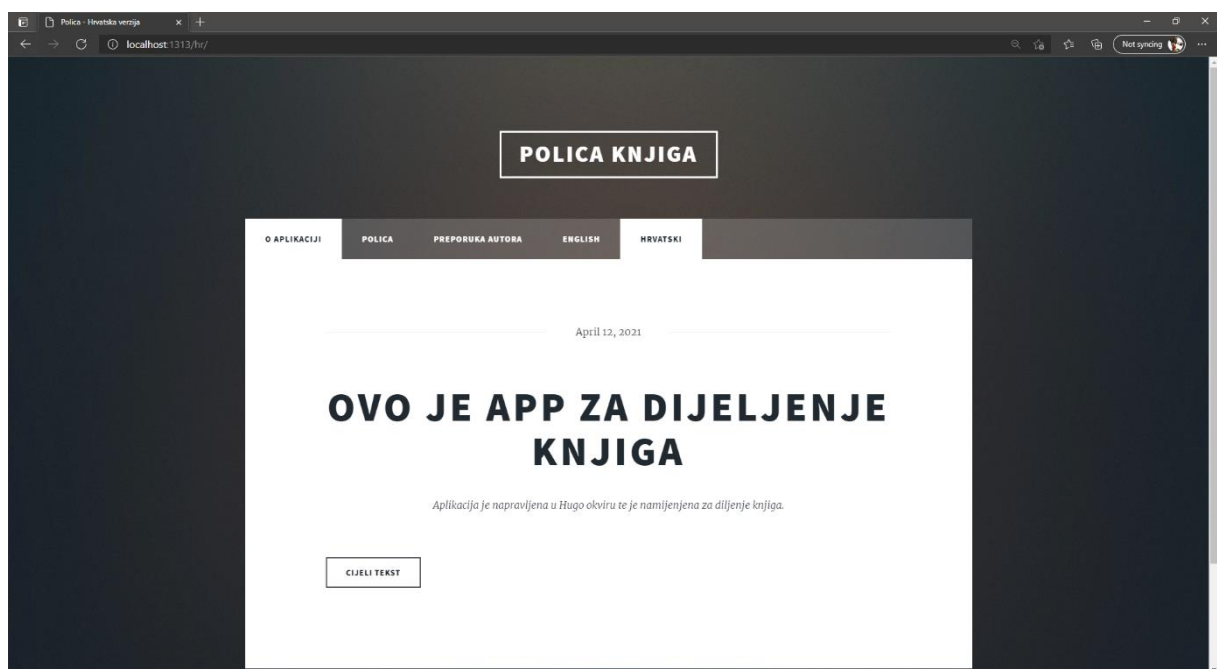 Polica - Hrvatska verzija
localhost:1313/hr/
Not syncing
POLICA KNJIGA
O APLIKACIJI POLICA PREPORUKA AUTORA ENGLISH HRVATSKI
April 12, 2021
OVO JE APP ZA DIJELJENJE
KNJIGA
Aplikacija je napravljena u Hugo okviru te je namijenjena za diljenje knjiga.
CIJELI TEKST